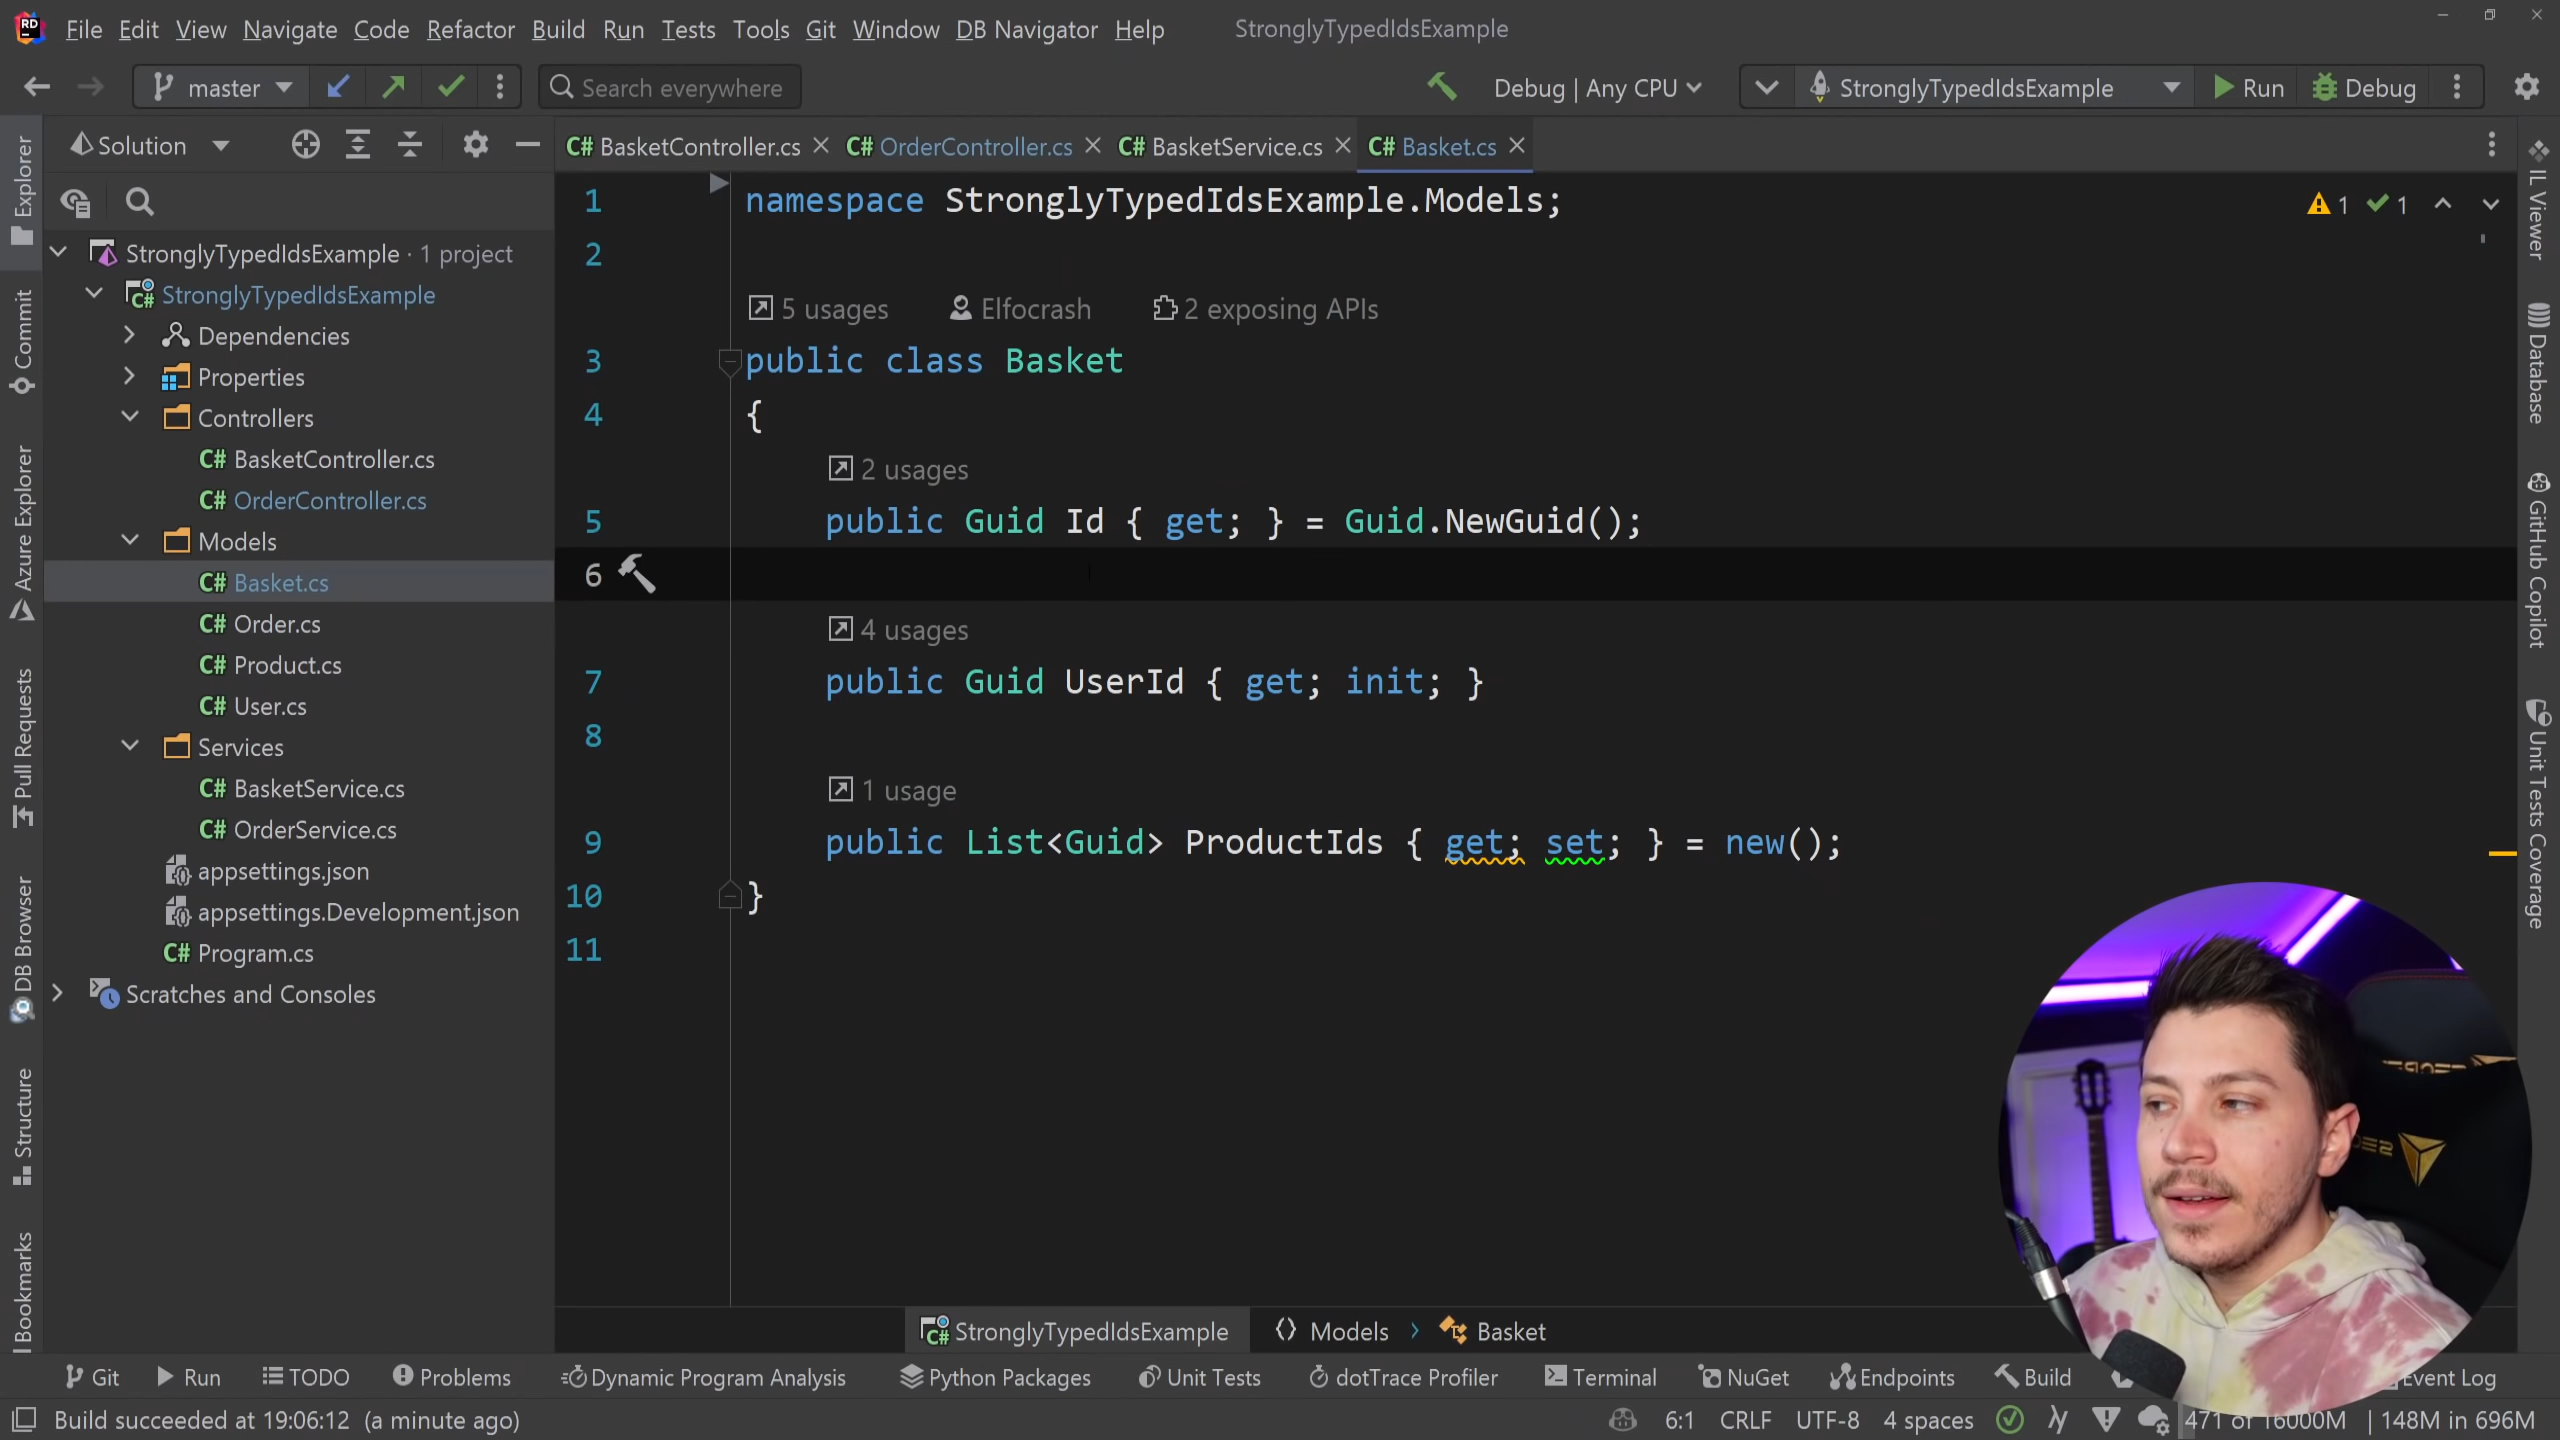 File Edit View Navigate Code Refactor Build Run Tests Tools Git Window DB Navigator Help StronglyTypedIdsExample
master Search everywhere Debug | Any CPU StronglyTypedIdsExample Run Debug
Solution
BasketController.cs OrderController.cs BasketService.cs Basket.cs
StronglyTypedIdsExample · 1 project
StronglyTypedIdsExample
Dependencies
Properties
Controllers
C# BasketController.cs
C# OrderController.cs
Models
C# Basket.cs
C# Order.cs
C# Product.cs
C# User.cs
Services
C# BasketService.cs
C# OrderService.cs
appsettings.json
appsettings.Development.json
C# Program.cs
Scratches and Consoles
Explorer
Commit
Azure Explorer
Pull Requests
DB Browser
Structure
Bookmarks
1 namespace StronglyTypedIdsExample.Models;
2
5 usages Elfocrash 2 exposing APIs
3 public class Basket
4 {
2 usages
5 public Guid Id { get; } = Guid.NewGuid();
6
4 usages
7 public Guid UserId { get; init; }
8
1 usage
9 public List<Guid> ProductIds { get; set; } = new();
10 }
11
1 1
IL Viewer
Database
GitHub Copilot
Unit Tests Coverage
StronglyTypedIdsExample Models Basket
Git Run TODO Problems Dynamic Program Analysis Python Packages Unit Tests dotTrace Profiler Terminal NuGet Endpoints Build Event Log
Build succeeded at 19:06:12 (a minute ago) 6:1 CRLF UTF-8 4 spaces 471 of 16000M 148M in 696M